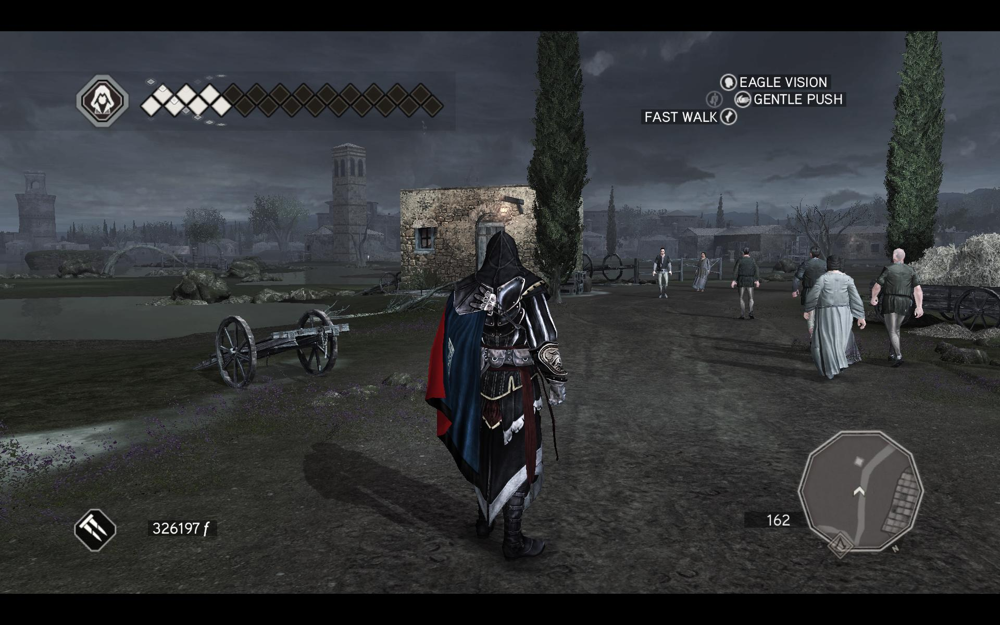 EAGLE VISION
GENTLE PUSH
FAST WALK
326197 f
162
N